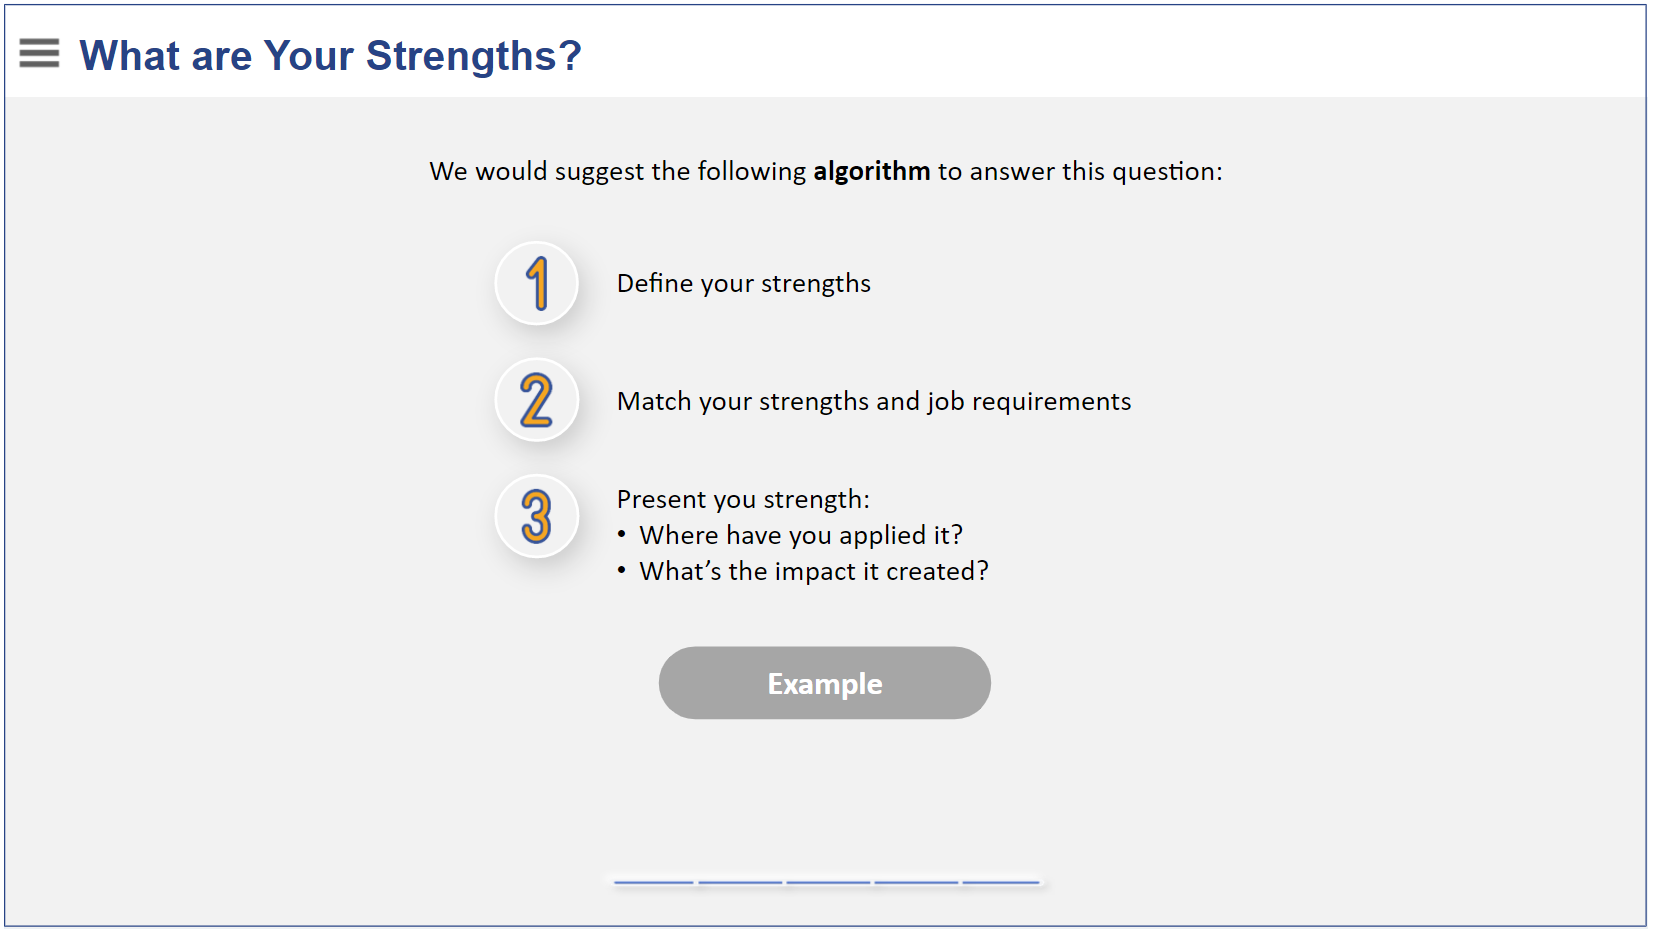 What are Your Strengths?
We would suggest the following algorithm to answer this question:
1
Define your strengths
2
Match your strengths and job requirements
3
Present you strength:
• Where have you applied it?
• What’s the impact it created?
Example